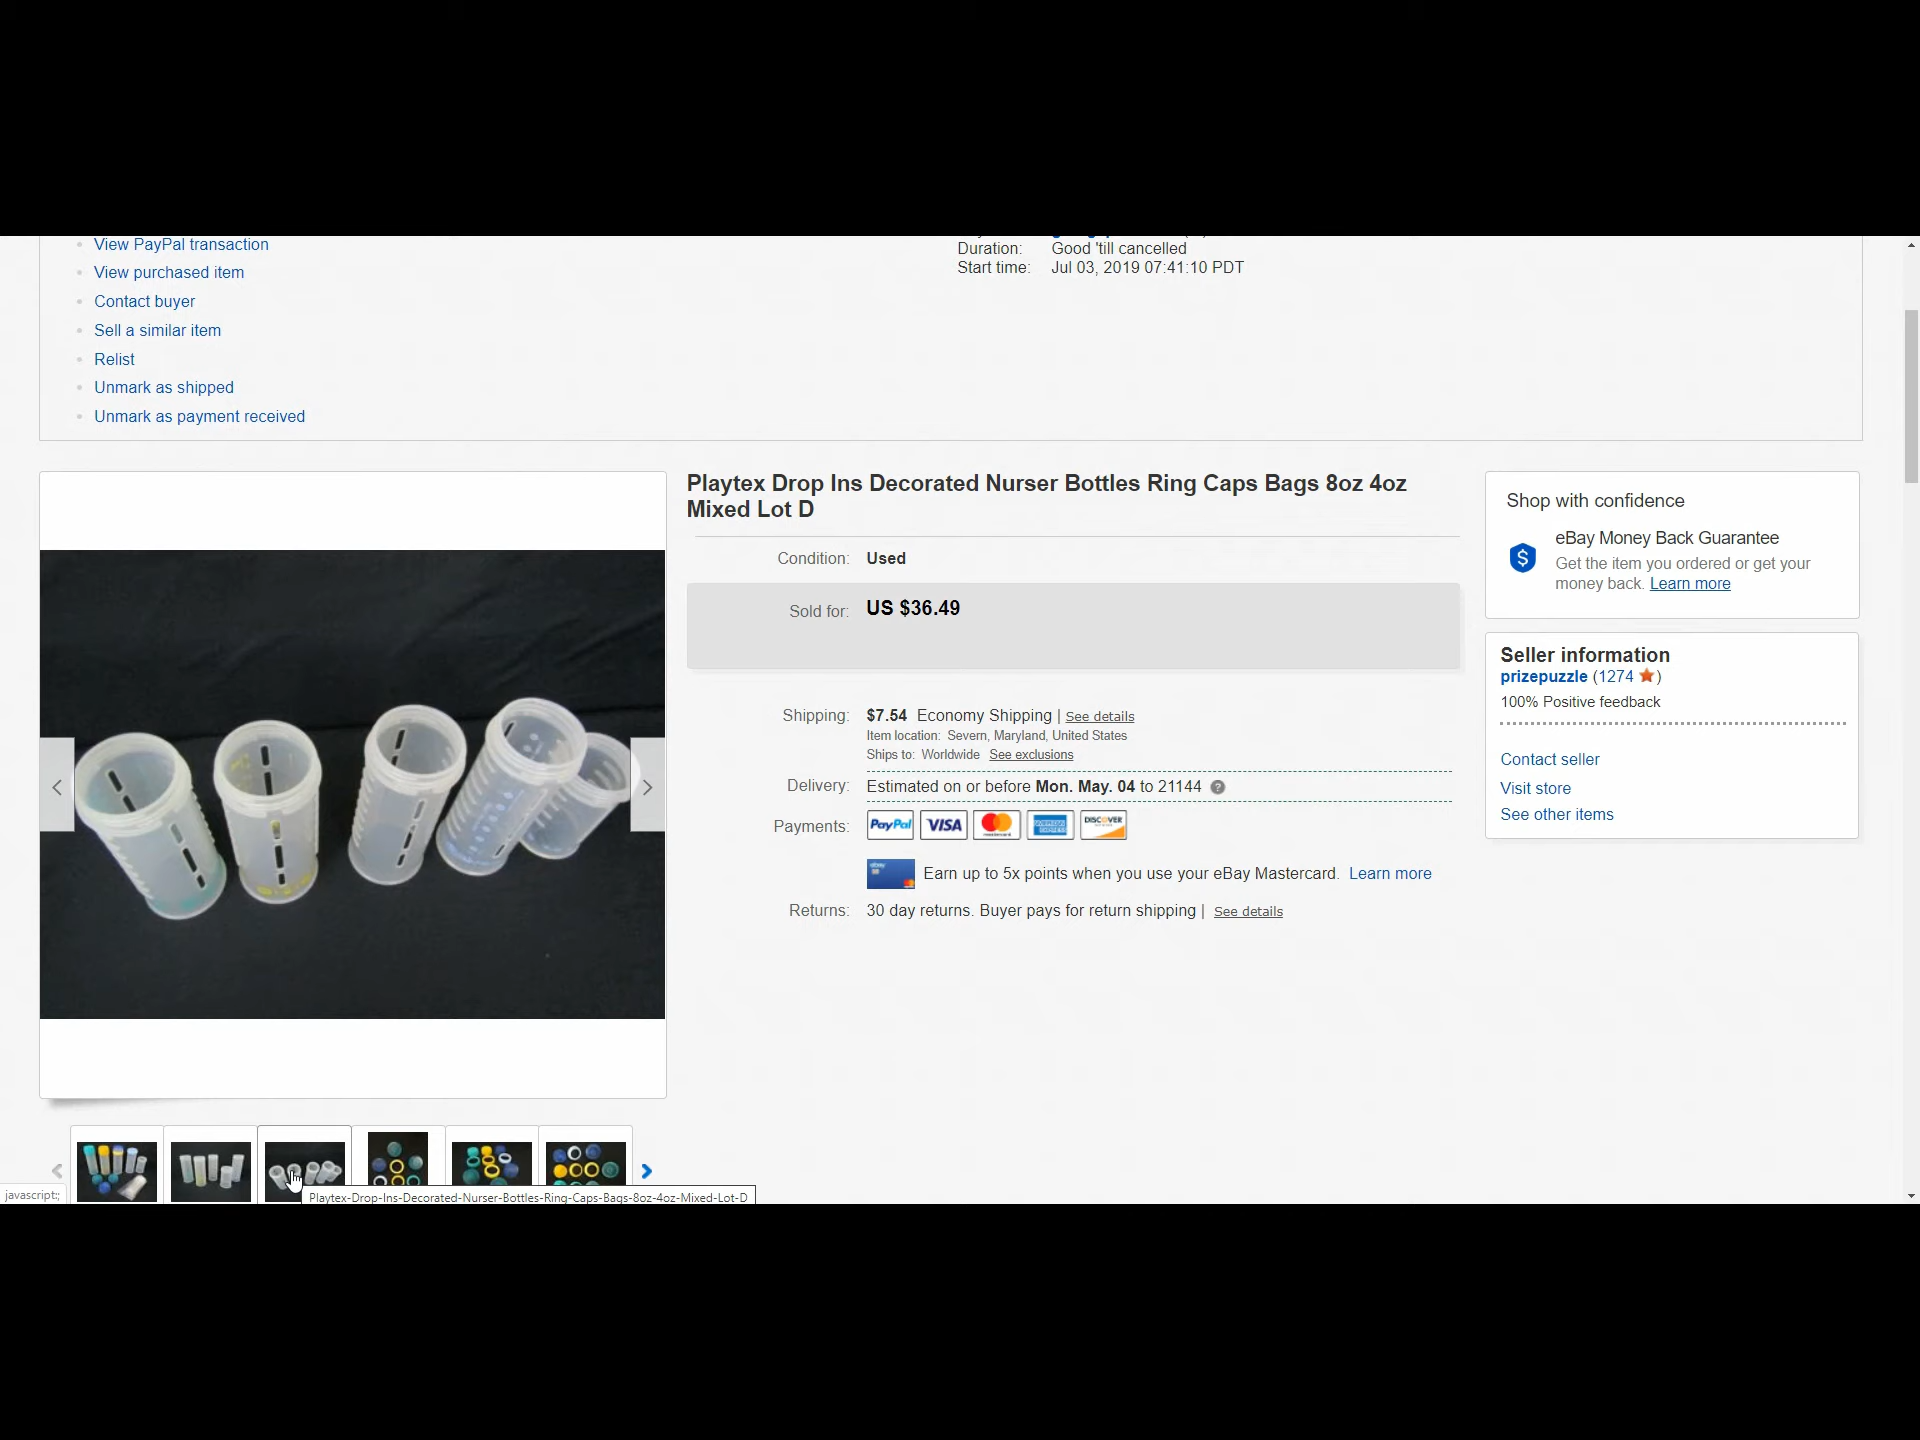 View PayPal transaction
View purchased item
Contact buyer
Sell a similar item
Relist
Unmark as shipped
Unmark as payment received
Duration: Good 'till cancelled
Start time: Jul 03, 2019 07:41:10 PDT
Playtex Drop Ins Decorated Nurser Bottles Ring Caps Bags 8oz 4oz
Mixed Lot D
Condition: Used
Sold for: US $36.49
Shipping: $7.54 Economy Shipping | See details
Item location: Severn, Maryland, United States
Ships to: Worldwide See exclusions
Delivery: Estimated on or before Mon. May. 04 to 21144
Payments: PayPal VISA mastercard AMERICAN EXPRESS DISCOVER
Earn up to 5x points when you use your eBay Mastercard. Learn more
Returns: 30 day returns. Buyer pays for return shipping | See details
Shop with confidence
eBay Money Back Guarantee
Get the item you ordered or get your
money back. Learn more
Seller information
prizepuzzle (1274)
100% Positive feedback
Contact seller
Visit store
See other items
javascript:;
Playtex-Drop-Ins-Decorated-Nurser-Bottles-Ring-Caps-Bags-8oz-4oz-Mixed-Lot-D